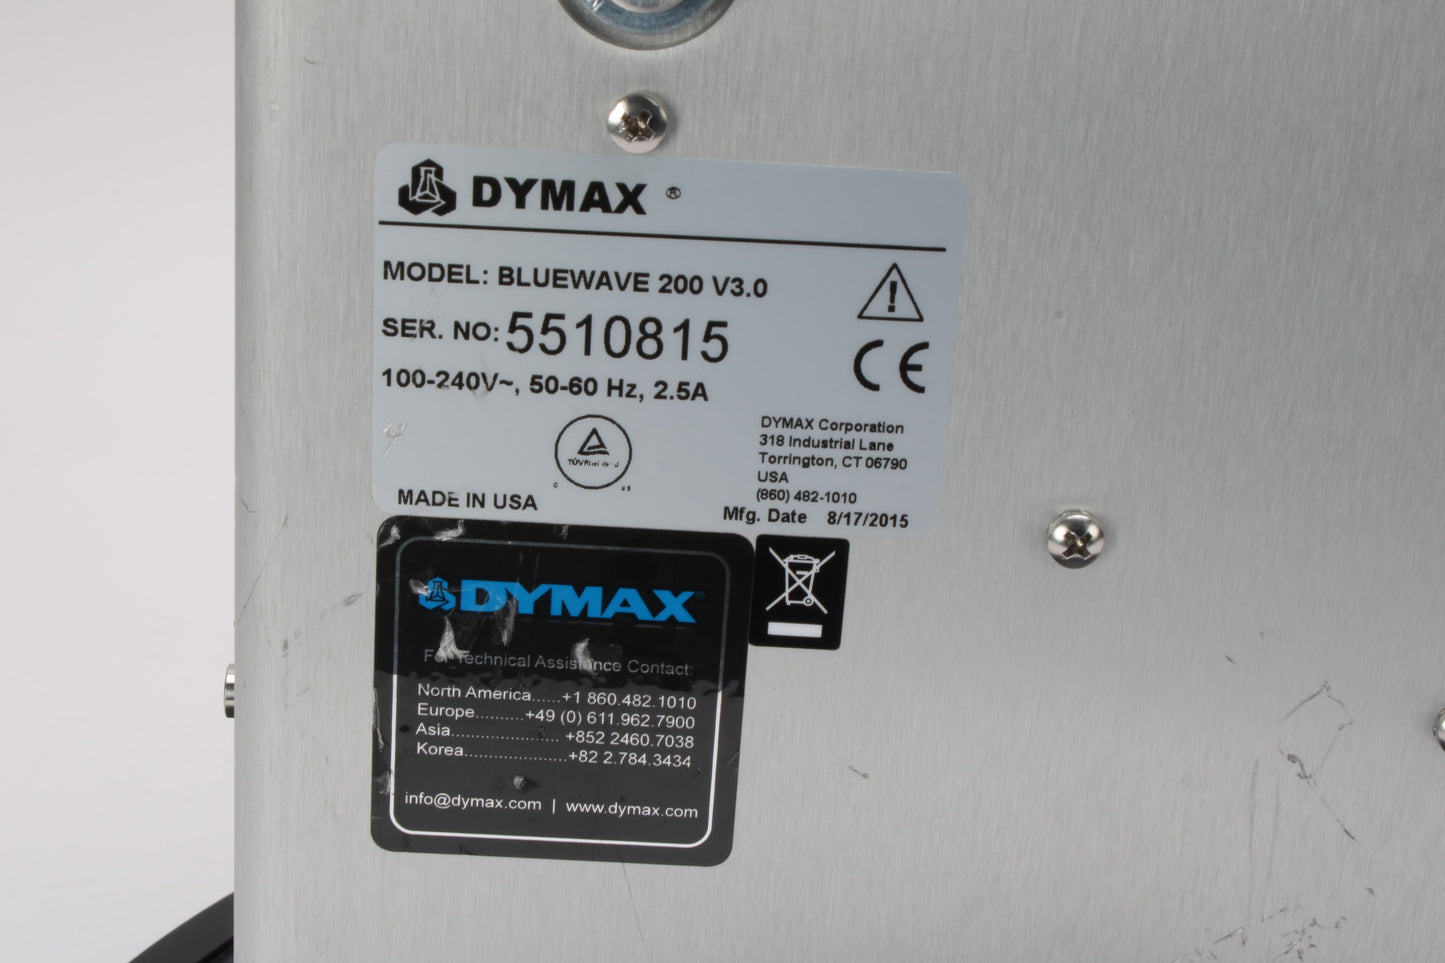 DYMAX ®
MODEL: BLUEWAVE 200 V3.0
SER. NO: 5510815
100-240V~, 50-60 Hz, 2.5A
CE
DYMAX Corporation
318 Industrial Lane
Torrington, CT 06790
USA
(860) 482-1010
C US
MADE IN USA
Mfg. Date 8/17/2015
DYMAX®
For Technical Assistance Contact:
North America......+1 860.482.1010
Europe..........+49 (0) 611.962.7900
Asia...................... +852 2460.7038
Korea.....................+82 2.784.3434
info@dymax.com | www.dymax.com